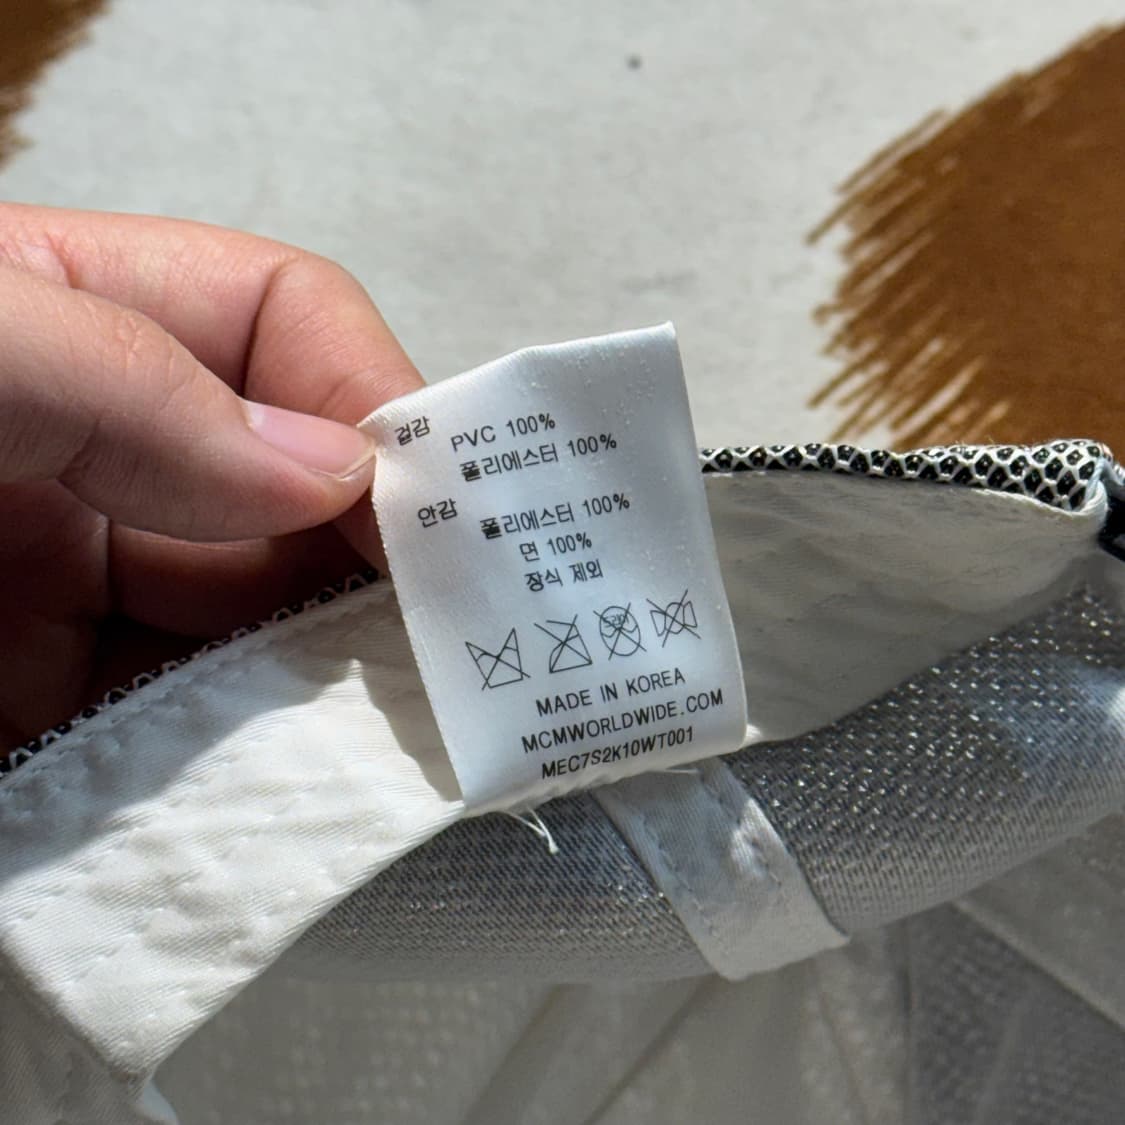 겉감 PVC 100%
폴리에스터 100%
안감 폴리에스터 100%
면 100%
장식 제외
MADE IN KOREA
MCMWORLDWIDE.COM
MEC7S2K10WT001